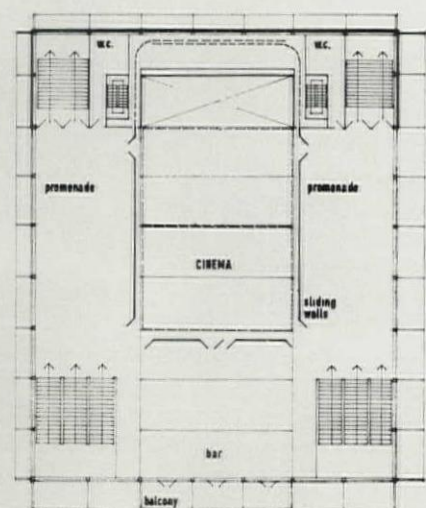 w.c.
w.c.
promenade
promenade
CINEMA
sliding
walls
bar
balcony